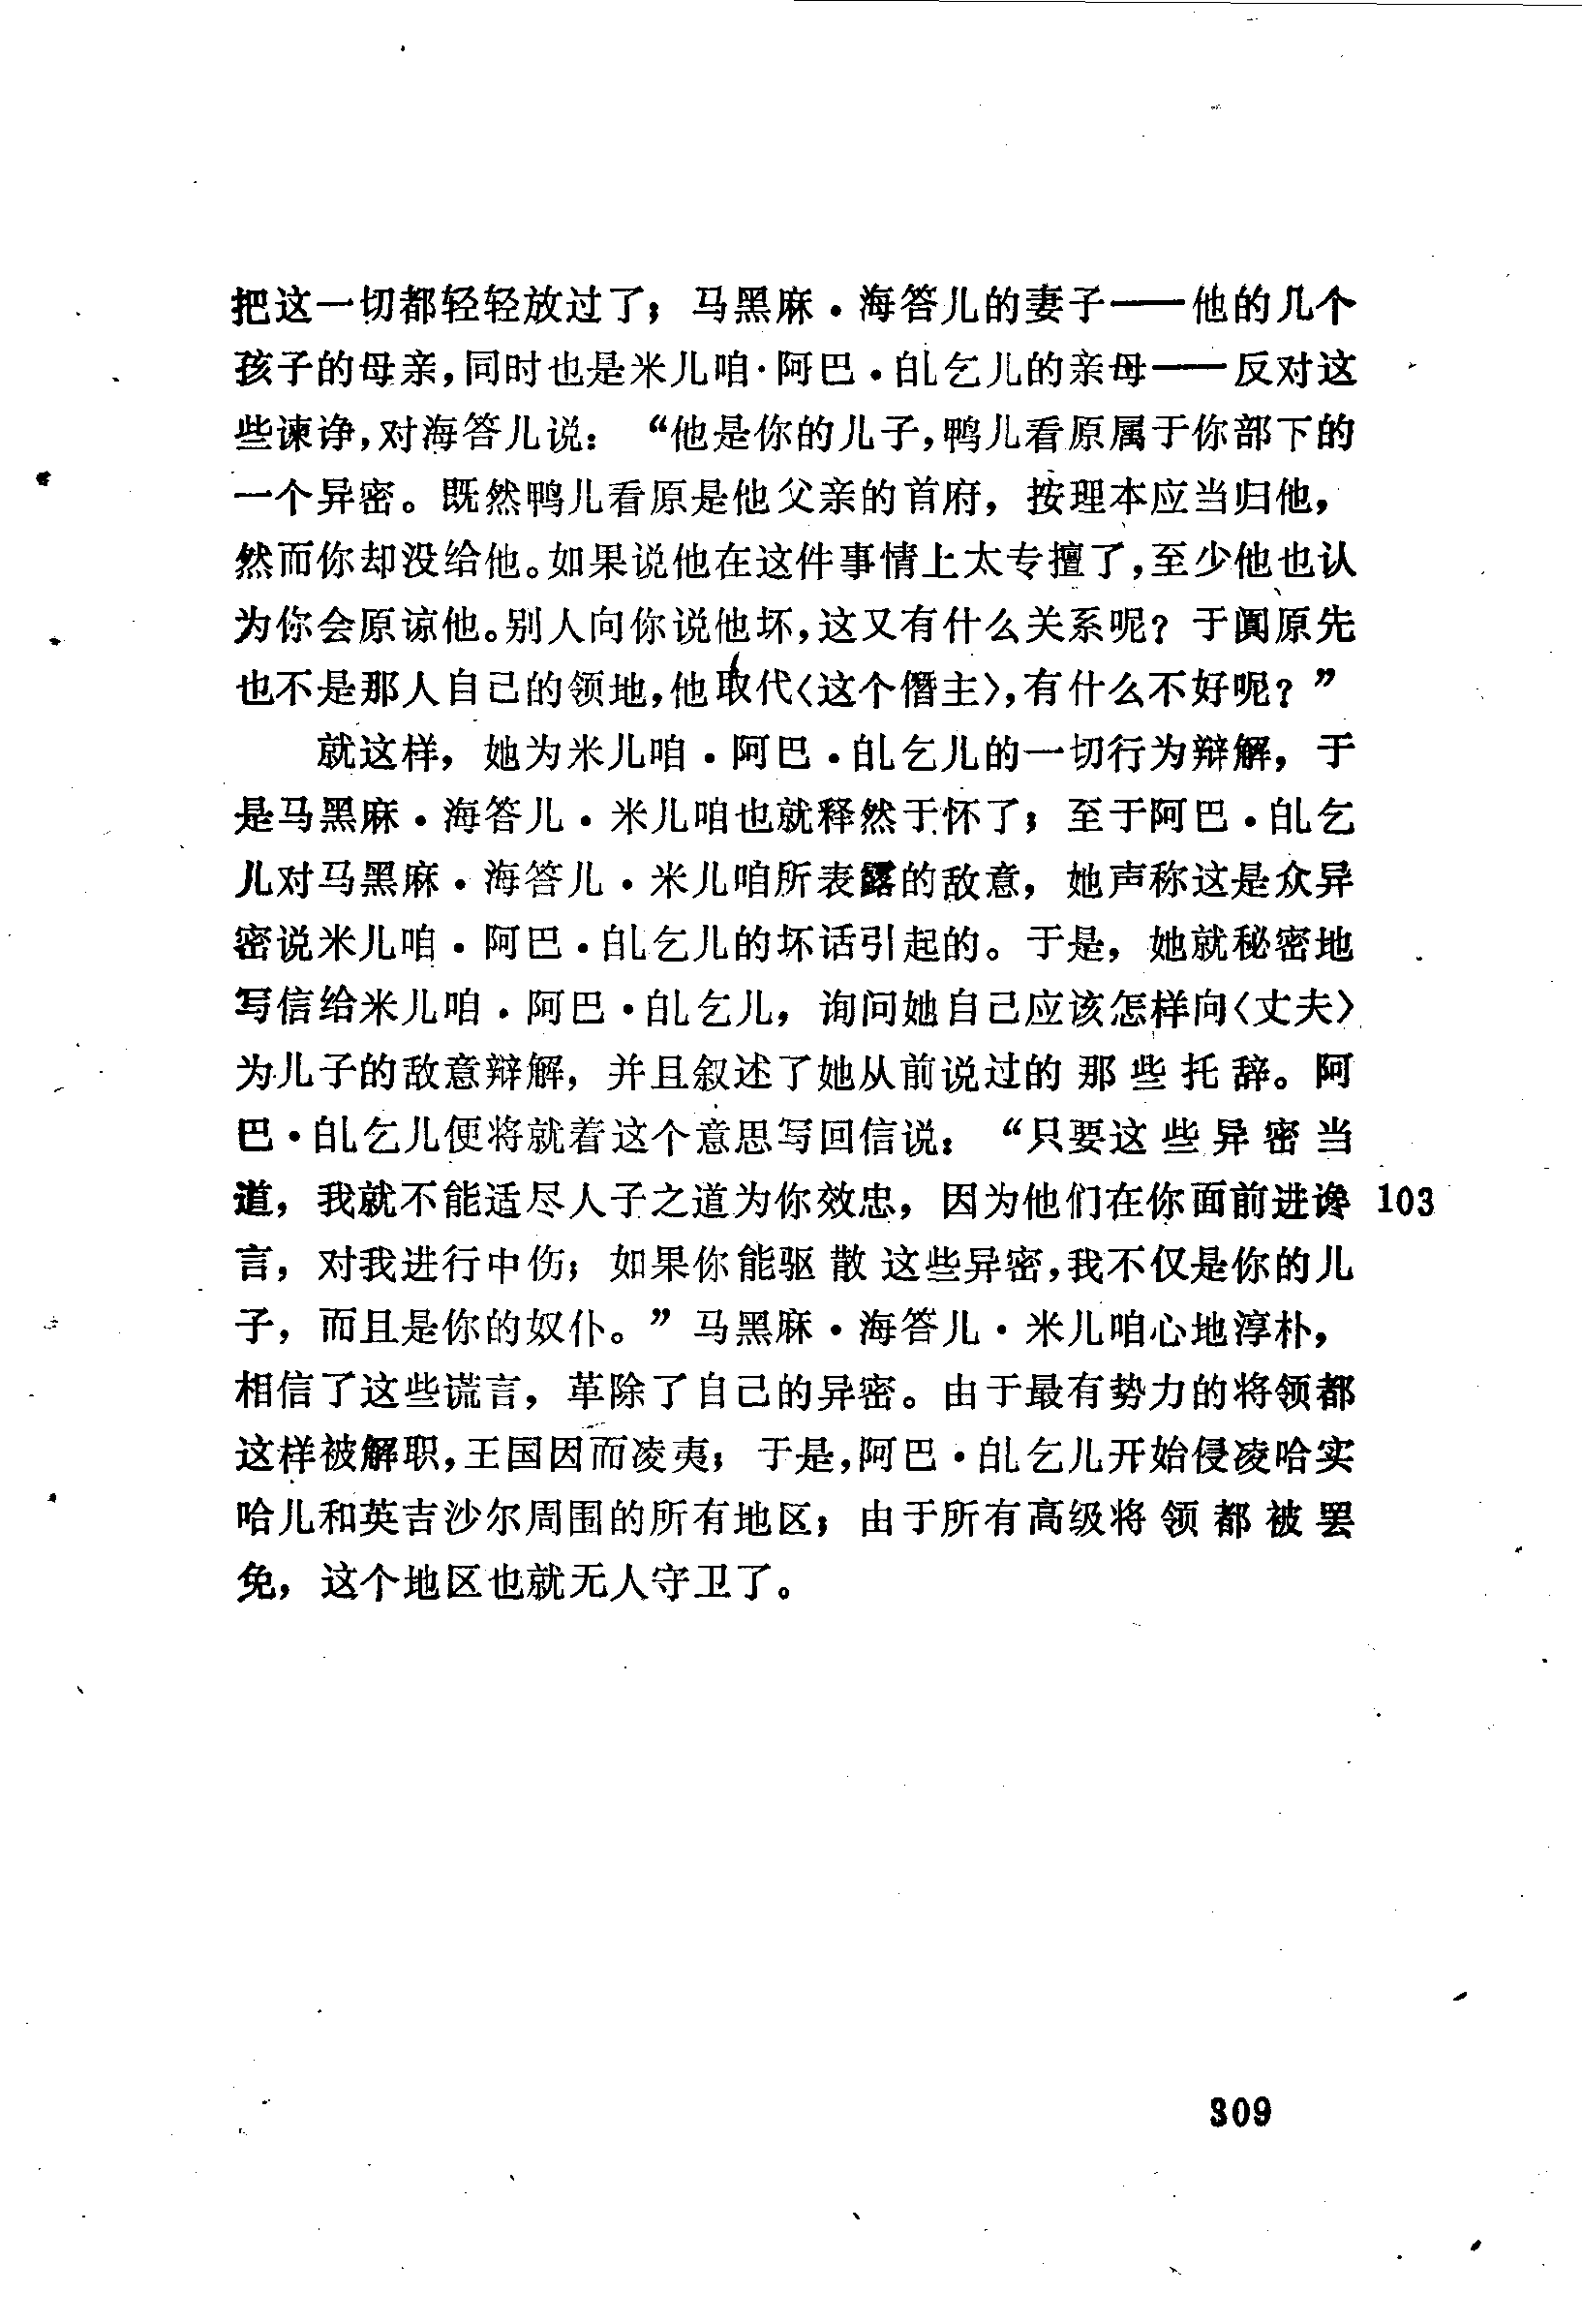 把这一切都轻轻放过了；马黑麻·海答儿的妻子——他的几个
孩子的母亲，同时也是米儿咱·阿巴·癿乞儿的亲母——反对这
些谏诤，对海答儿说：“他是你的儿子，鸭儿看原属于你部下的
一个异密。既然鸭儿看原是他父亲的首府，按理本应当归他，
然而你却没给他。如果说他在这件事情上太专擅了，至少他也认
为你会原谅他。别人向你说他坏，这又有什么关系呢？于阗原先
也不是那人自己的领地，他取代〈这个僭主〉，有什么不好呢？”
就这样，她为米儿咱·阿巴·癿乞儿的一切行为辩解，于
是马黑麻·海答儿·米儿咱也就释然于怀了；至于阿巴·癿乞
儿对马黑麻·海答儿·米儿咱所表露的敌意，她声称这是众异
密说米儿咱·阿巴·癿乞儿的坏话引起的。于是，她就秘密地
写信给米儿咱·阿巴·癿乞儿，询问她自己应该怎样向〈丈夫〉
为儿子的敌意辩解，并且叙述了她从前说过的那些托辞。阿
巴·癿乞儿便将就着这个意思写回信说：“只要这些异密当
道，我就不能适尽人子之道为你效忠，因为他们在你面前进谗 103
言，对我进行中伤；如果你能驱散这些异密，我不仅是你的儿
子，而且是你的奴仆。”马黑麻·海答儿·米儿咱心地淳朴，
相信了这些谎言，革除了自己的异密。由于最有势力的将领都
这样被解职，王国因而凌夷；于是，阿巴·癿乞儿开始侵凌哈实
哈儿和英吉沙尔周围的所有地区；由于所有高级将领都被罢
免，这个地区也就无人守卫了。
309